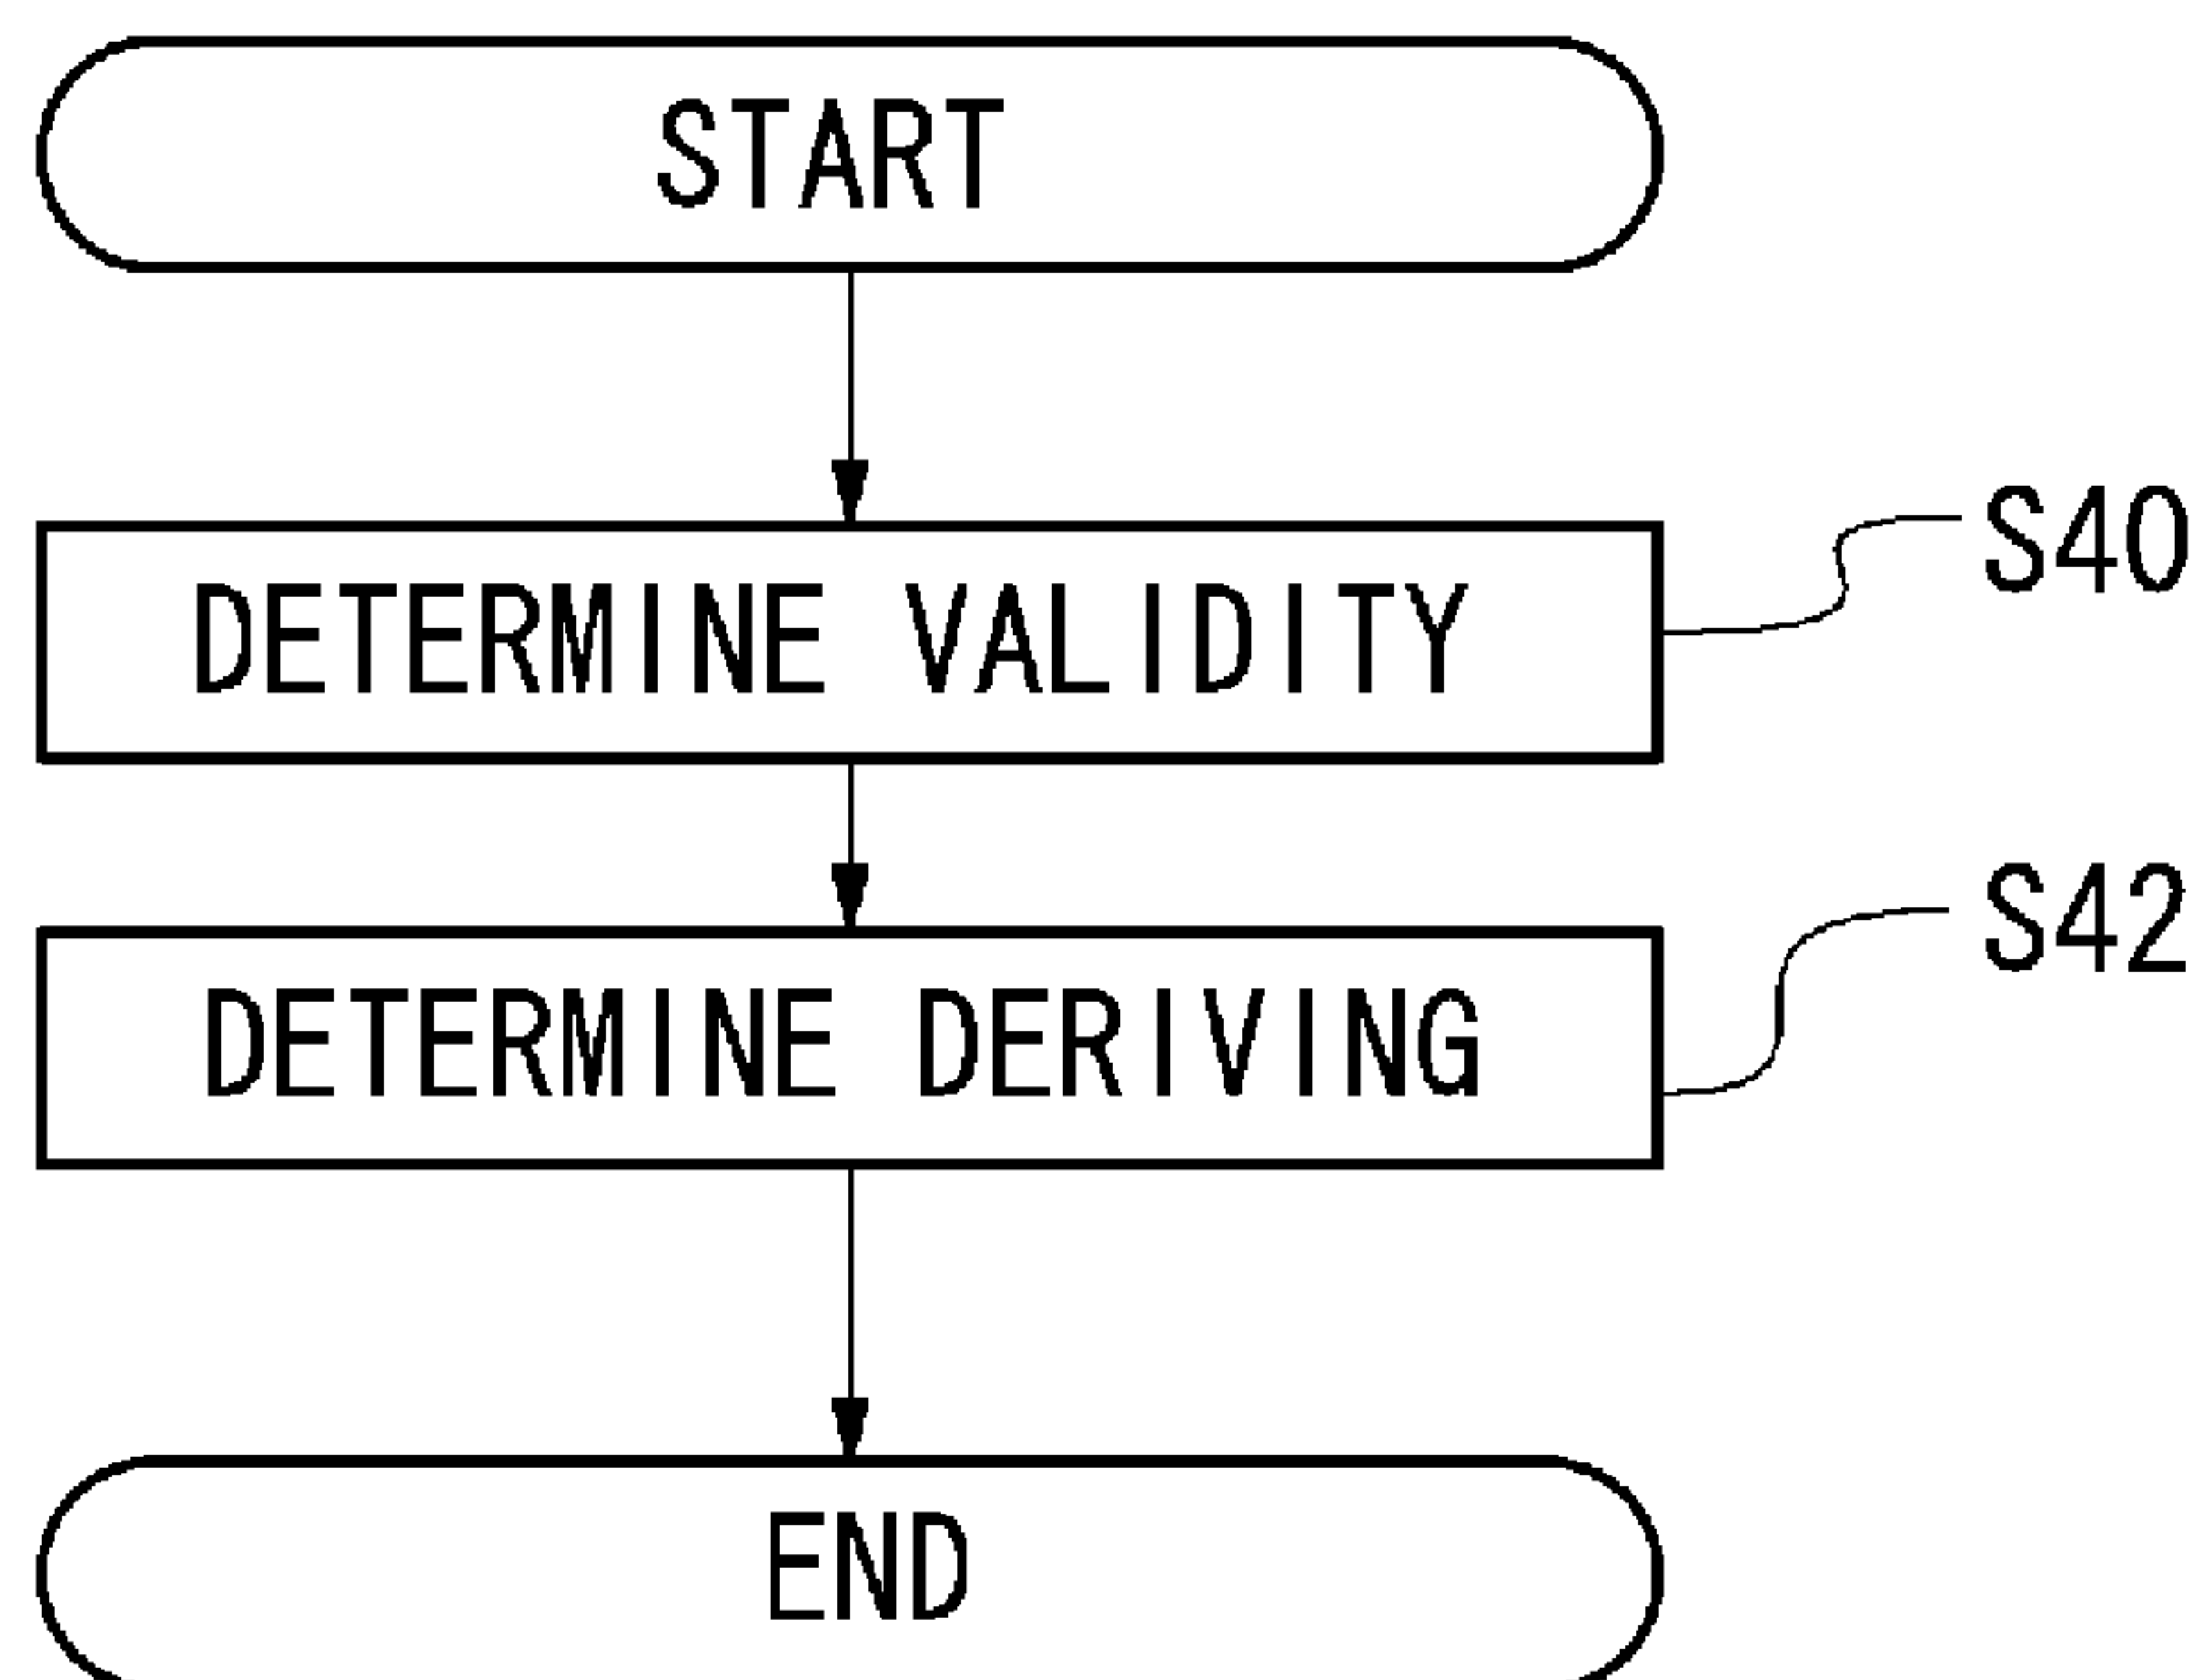 START
DETERMINE VALIDITY
S40
DETERMINE DERIVING
S42
END